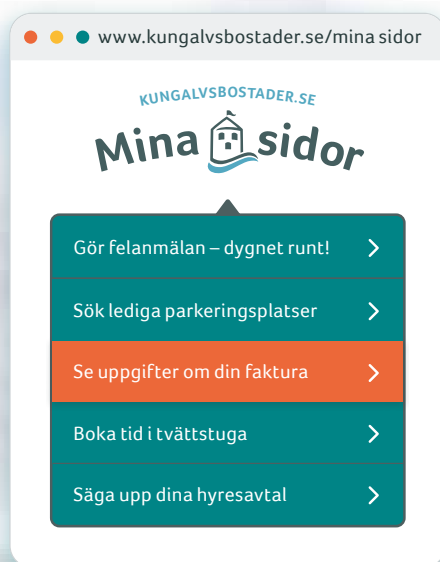 www.kungalvsbostader.se/mina sidor
KUNGALVSBOSTADER.SE
Mina sidor
Gör felanmälan – dygnet runt!
Sök lediga parkeringsplatser
Se uppgifter om din faktura
Boka tid i tvättstuga
Säga upp dina hyresavtal